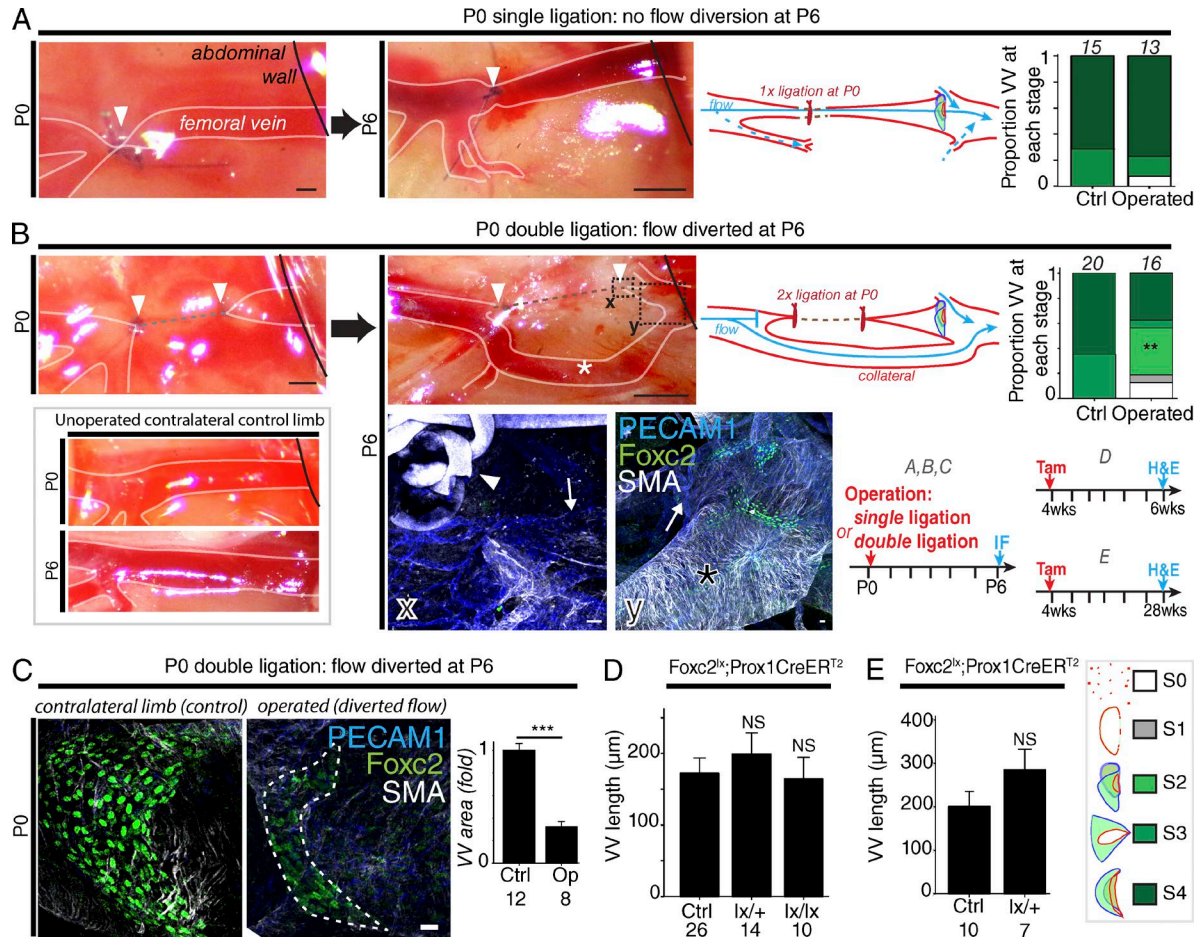 A
P0 single ligation: no flow diversion at P6
P0
abdominal
wall
femoral vein
P6
1x ligation at P0
flow
Proportion VV at
each stage
1
0
15
13
Ctrl
Operated
B
P0 double ligation: flow diverted at P6
P0
P6
x
y
*
2x ligation at P0
flow
collateral
Proportion VV at
each stage
1
0
20
16
**
Ctrl
Operated
Unoperated contralateral control limb
P0
P6
P6
x
PECAM1
Foxc2
SMA
*
y
A,B,C
Operation:
single ligation
or double ligation
IF
P0
P6
D
Tam
H&E
4wks
6wks
E
Tam
H&E
4wks
28wks
C
P0 double ligation: flow diverted at P6
contralateral limb (control)
operated (diverted flow)
P0
PECAM1
Foxc2
SMA
VV area (fold)
1
0
***
Ctrl
Op
12
8
D
Foxc2lx;Prox1CreERT2
VV length (µm)
200
100
0
NS
NS
Ctrl
lx/+
lx/lx
26
14
10
E
Foxc2lx;Prox1CreERT2
VV length (µm)
400
300
200
100
0
NS
Ctrl
lx/+
10
7
S0
S1
S2
S3
S4